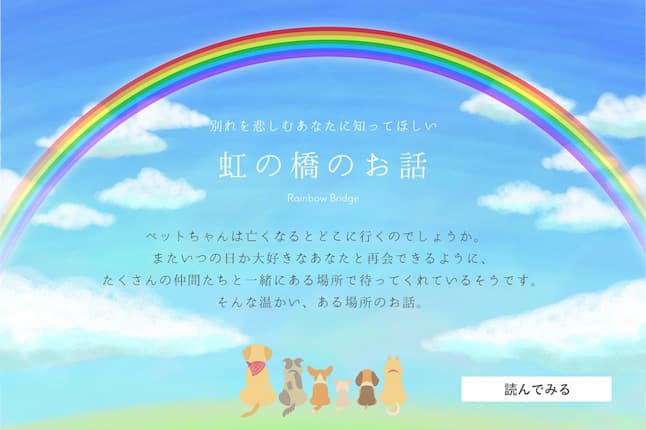 別れを悲しむあなたに知ってほしい
虹の橋のお話
Rainbow Bridge
ペットちゃんは亡くなるとどこに行くのでしょうか。
またいつの日か大好きなあなたと再会できるように、
たくさんの仲間たちと一緒にある場所で待ってくれているそうです。
そんな温かい、ある場所のお話。
読んでみる